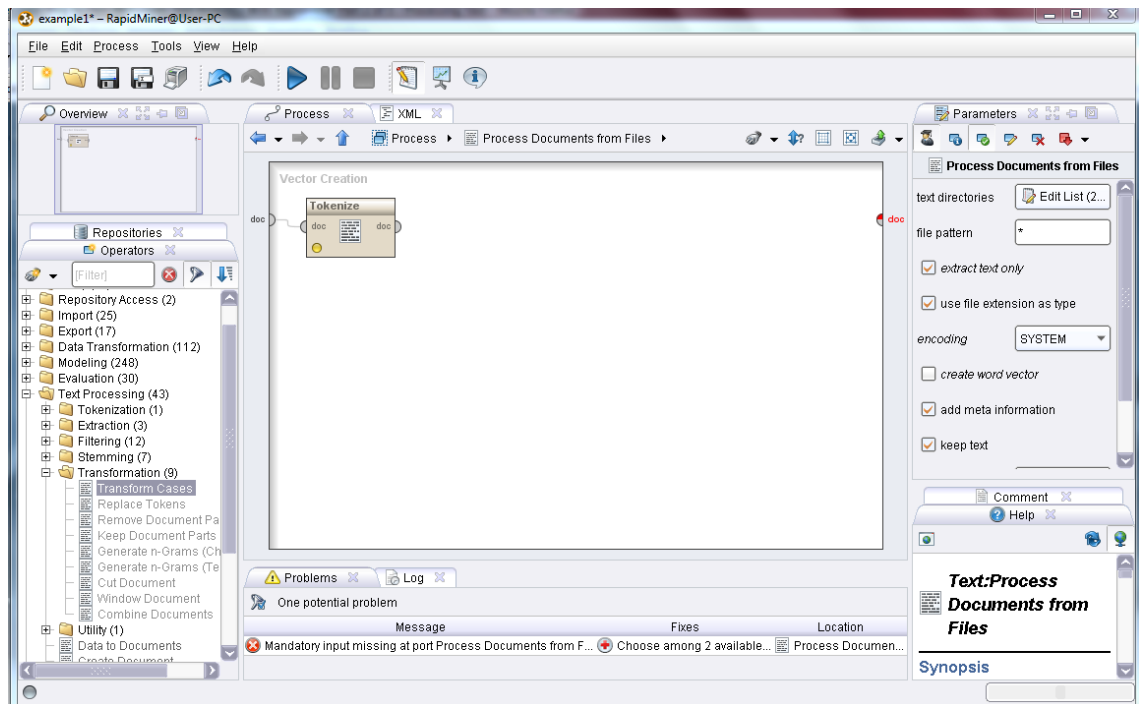 example1* – RapidMiner@User-PC
File Edit Process Tools View Help
Overview
Process
XML
Parameters
Process
Process Documents from Files
Process Documents from Files
Vector Creation
Tokenize
doc
doc
doc
doc
text directories
Edit List (2...
file pattern
*
extract text only
use file extension as type
encoding
SYSTEM
create word vector
add meta information
keep text
Repositories
Operators
[Filter]
Repository Access (2)
Import (25)
Export (17)
Data Transformation (112)
Modeling (248)
Evaluation (30)
Text Processing (43)
Tokenization (1)
Extraction (3)
Filtering (12)
Stemming (7)
Transformation (9)
Transform Cases
Replace Tokens
Remove Document Pa
Keep Document Parts
Generate n-Grams (Ch
Generate n-Grams (Te
Cut Document
Window Document
Combine Documents
Utility (1)
Data to Documents
Create Document
Problems
Log
One potential problem
Message Fixes Location
Mandatory input missing at port Process Documents from F... Choose among 2 available... Process Documen...
Comment
Help
Text:Process
Documents from
Files
Synopsis